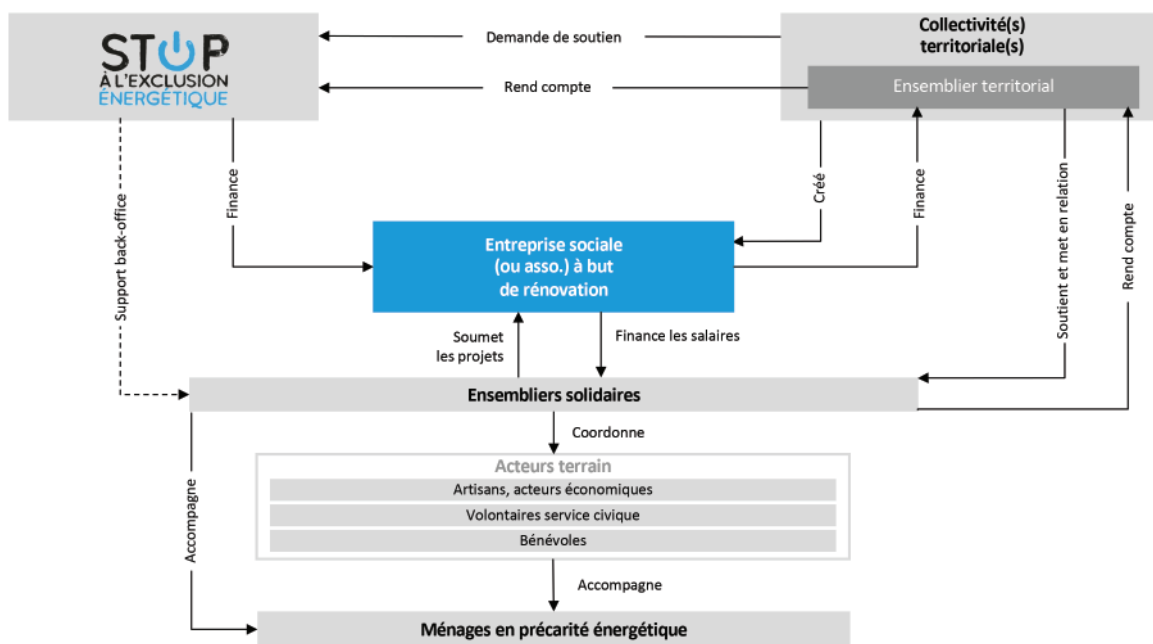 STOP
À L'EXCLUSION
ÉNERGÉTIQUE
Demande de soutien
Rend compte
Collectivité(s)
territoriale(s)
Ensemblier territorial
Support back-office
Finance
Créé
Finance
Soutient et met en relation
Rend compte
Entreprise sociale
(ou asso.) à but
de rénovation
Soumet
les projets
Finance les salaires
Ensembliers solidaires
Coordonne
Accompagne
Acteurs terrain
Artisans, acteurs économiques
Volontaires service civique
Bénévoles
Accompagne
Ménages en précarité énergétique